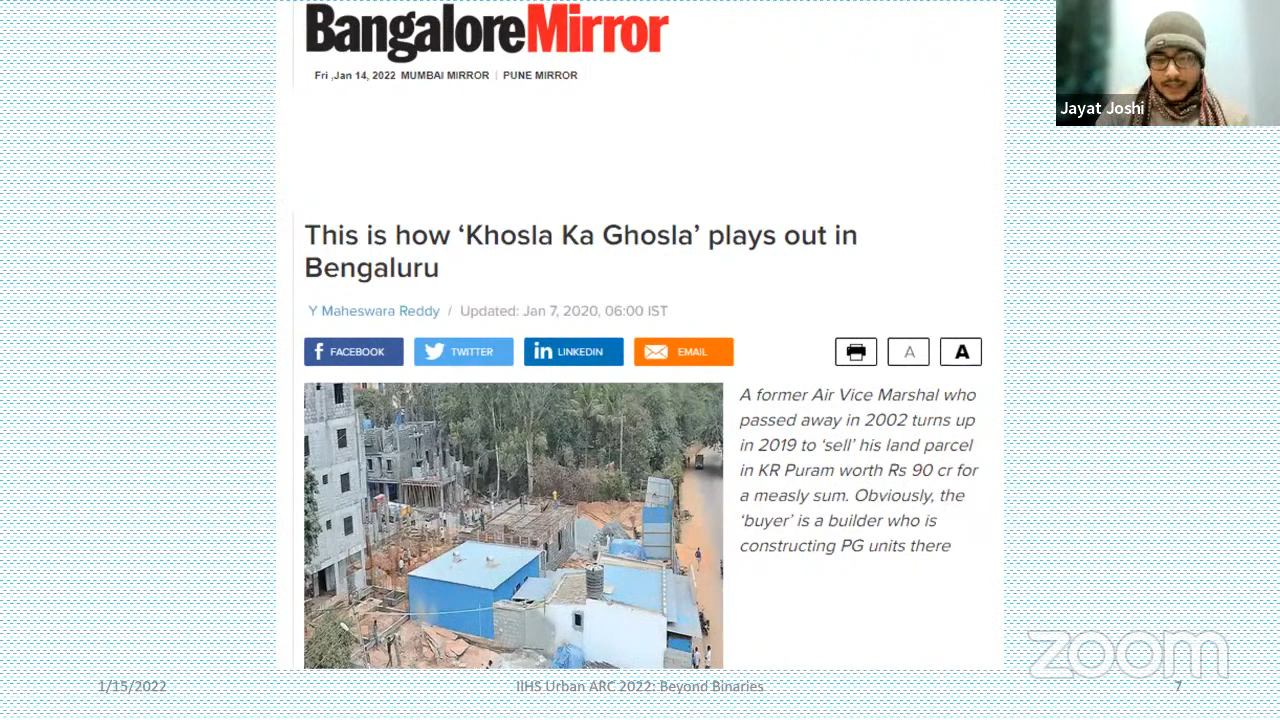 BangaloreMirror
Fri ,Jan 14, 2022 MUMBAI MIRROR | PUNE MIRROR
Jayat Joshi
This is how ‘Khosla Ka Ghosla’ plays out in
Bengaluru
Y Maheswara Reddy / Updated: Jan 7, 2020, 06:00 IST
f FACEBOOK TWITTER in LINKEDIN EMAIL A A
A former Air Vice Marshal who
passed away in 2002 turns up
in 2019 to ‘sell’ his land parcel
in KR Puram worth Rs 90 cr for
a measly sum. Obviously, the
‘buyer’ is a builder who is
constructing PG units there
zoom
1/15/2022 IIHS Urban ARC 2022: Beyond Binaries 7